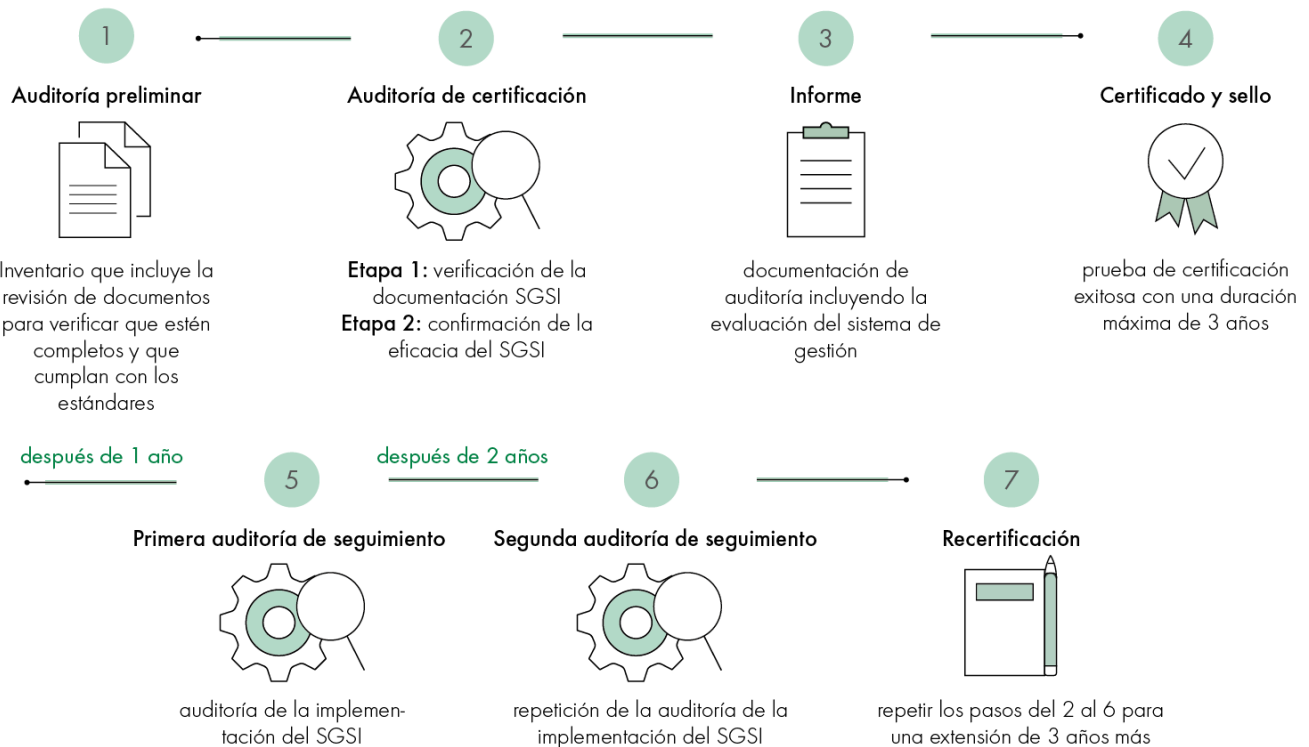 1
Auditoría preliminar
Inventario que incluye la
revisión de documentos
para verificar que estén
completos y que
cumplan con los
estándares
2
Auditoría de certificación
Etapa 1: verificación de la
documentación SGSI
Etapa 2: confirmación de la
eficacia del SGSI
3
Informe
documentación de
auditoría incluyendo la
evaluación del sistema de
gestión
4
Certificado y sello
prueba de certificación
exitosa con una duración
máxima de 3 años
después de 1 año
5
Primera auditoría de seguimiento
auditoría de la implemen-
tación del SGSI
después de 2 años
6
Segunda auditoría de seguimiento
repetición de la auditoría de la
implementación del SGSI
7
Recertificación
repetir los pasos del 2 al 6 para
una extensión de 3 años más